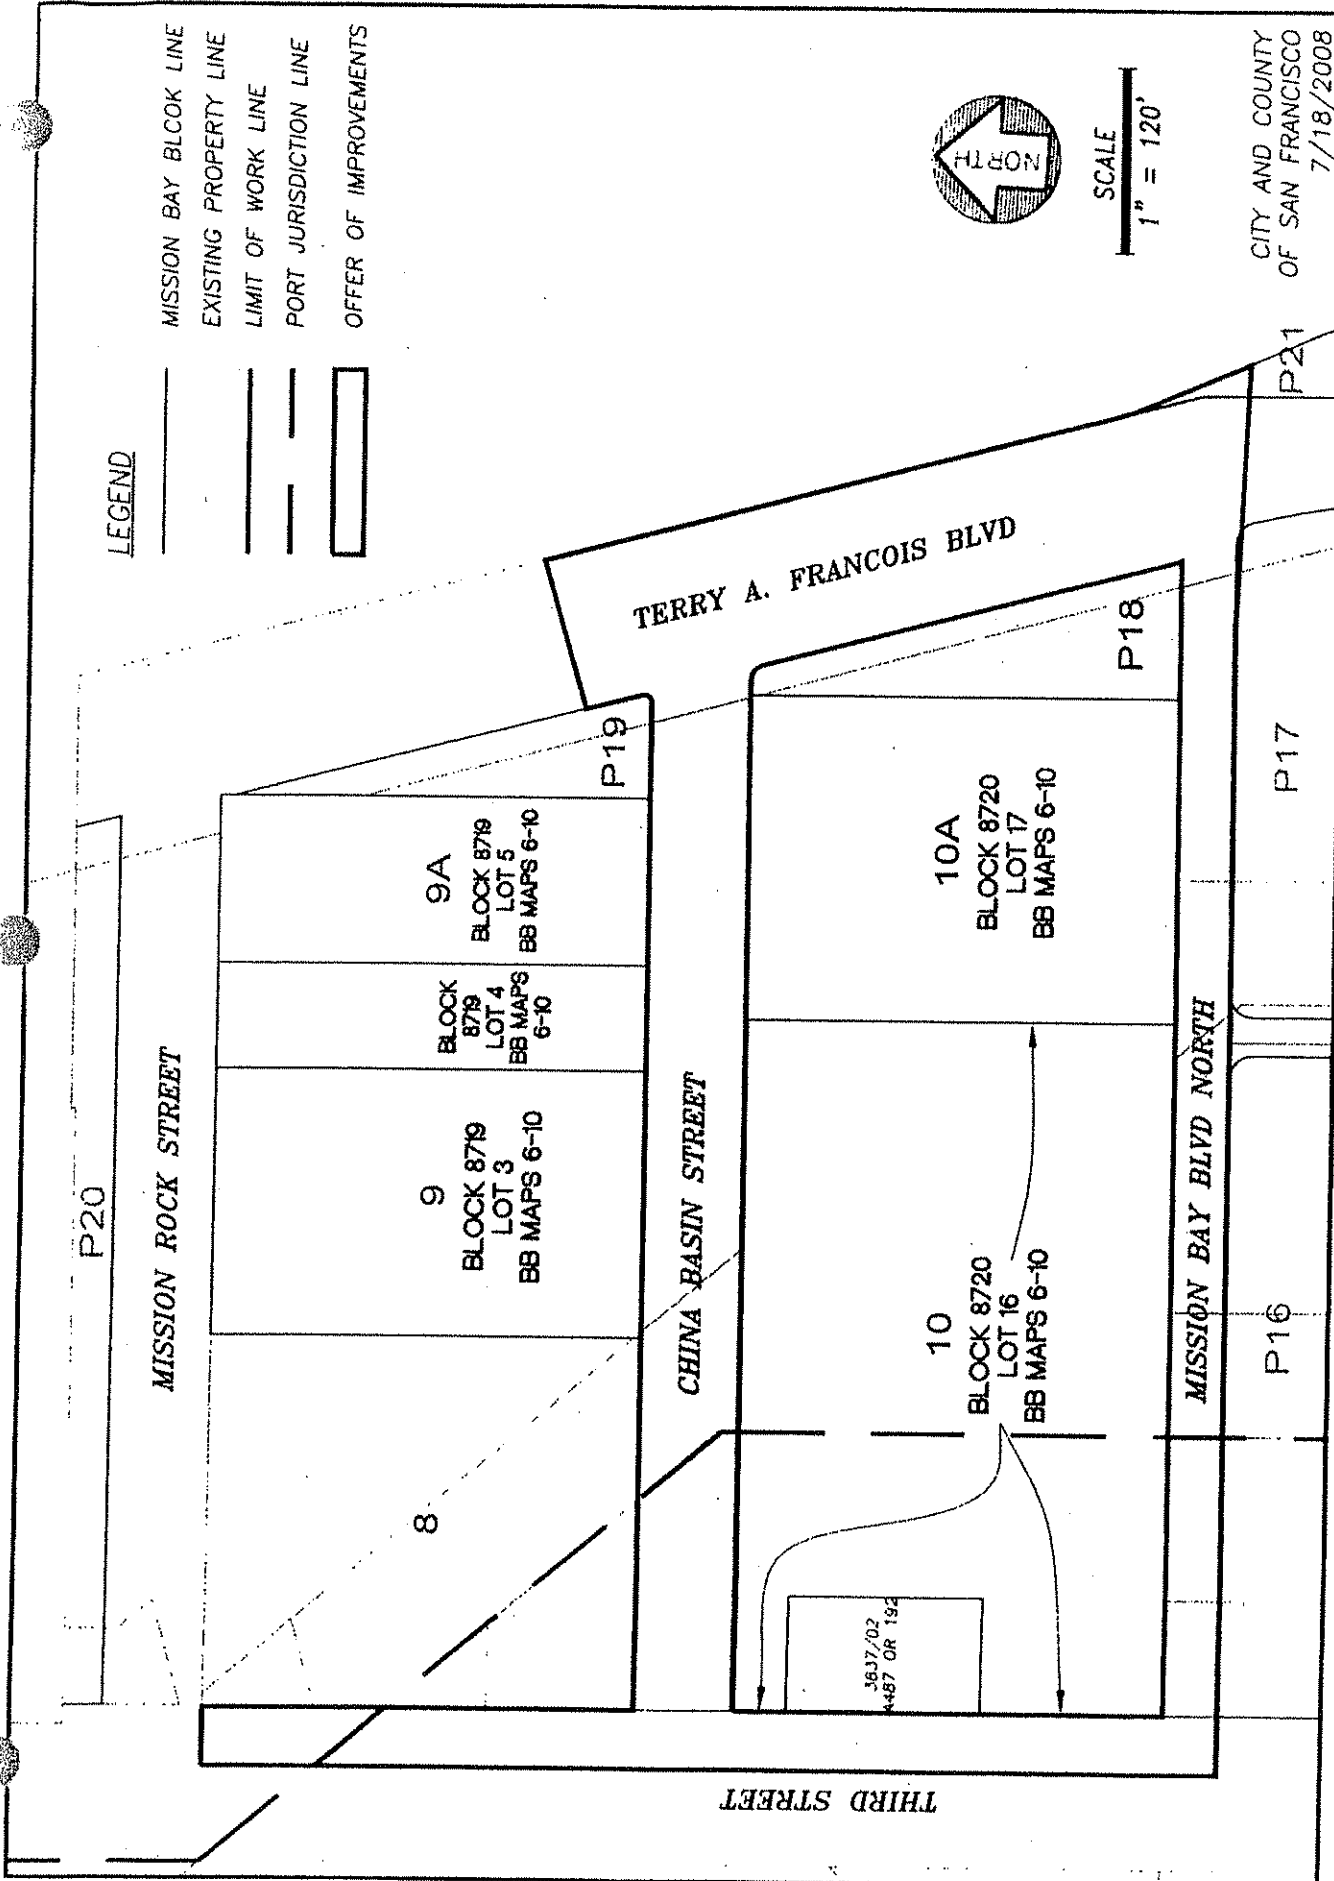 LEGEND
MISSION BAY BLCOK LINE
EXISTING PROPERTY LINE
LIMIT OF WORK LINE
PORT JURISDICTION LINE
OFFER OF IMPROVEMENTS
P20
MISSION ROCK STREET
8
9
BLOCK 8719
LOT 3
BB MAPS 6-10
BLOCK
8719
LOT 4
BB MAPS
6-10
9A
BLOCK 8719
LOT 5
BB MAPS 6-10
P19
CHINA BASIN STREET
TERRY A. FRANCOIS BLVD
THIRD STREET
3837/02
A487 OR 192
10
BLOCK 8720
LOT 16
BB MAPS 6-10
10A
BLOCK 8720
LOT 17
BB MAPS 6-10
P18
MISSION BAY BLVD NORTH
P16
P17
P21
NORTH
SCALE
1" = 120'
CITY AND COUNTY
OF SAN FRANCISCO
7/18/2008